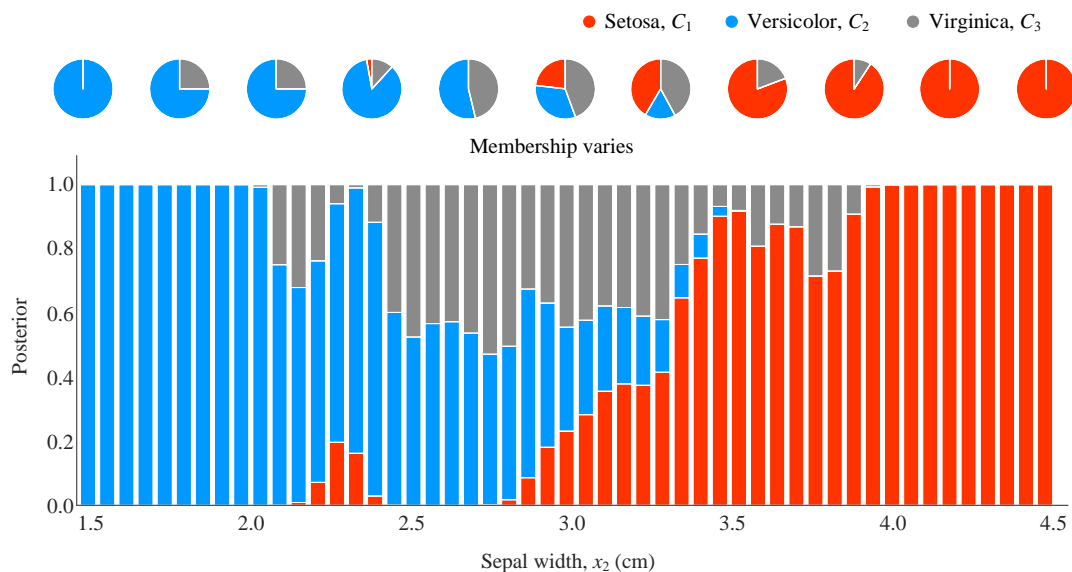 Setosa, C1 Versicolor, C2 Virginica, C3
Membership varies
1.0
0.8
0.6
0.4
0.2
0.0
Posterior
1.5 2.0 2.5 3.0 3.5 4.0 4.5
Sepal width, x2 (cm)